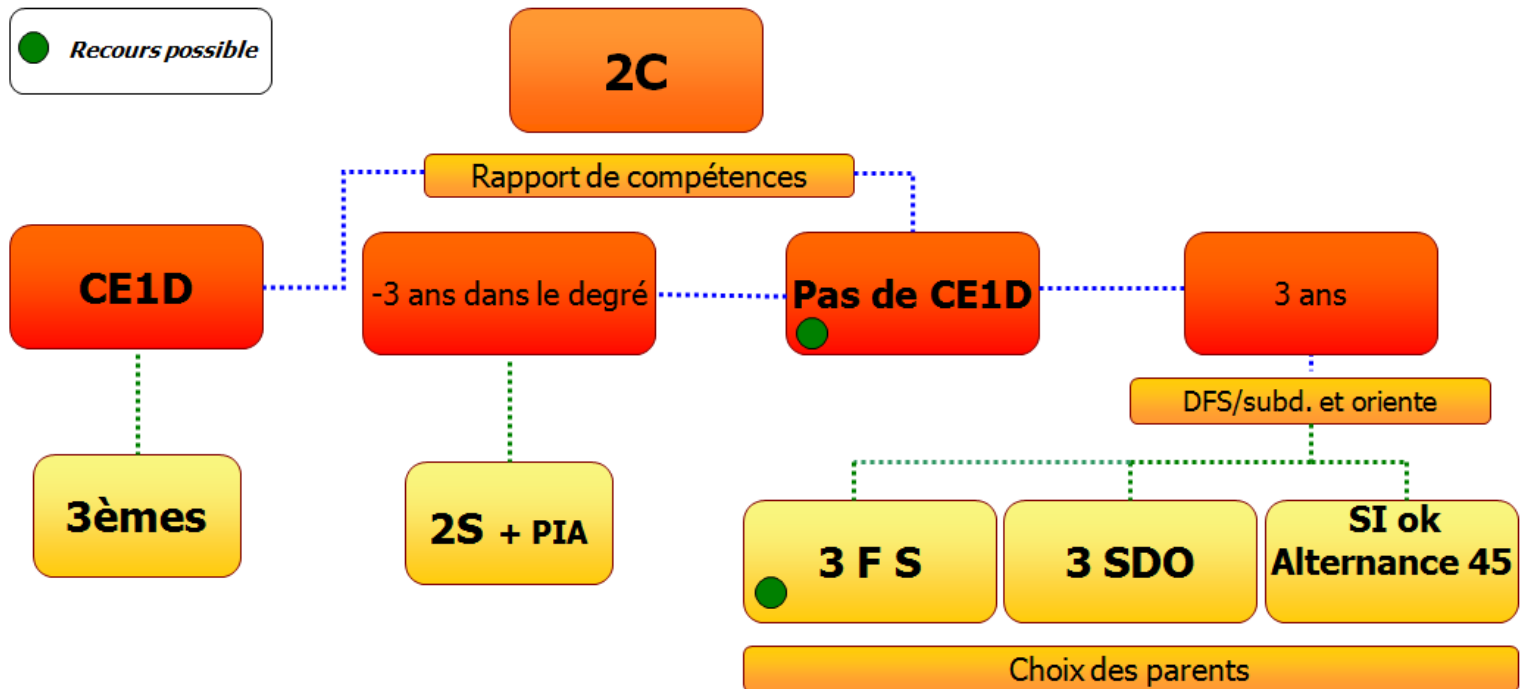 Recours possible
2C
Rapport de compétences
CE1D
-3 ans dans le degré
Pas de CE1D
3 ans
DFS/subd. et oriente
3èmes
2S + PIA
3 F S
3 SDO
SI ok
Alternance 45
Choix des parents